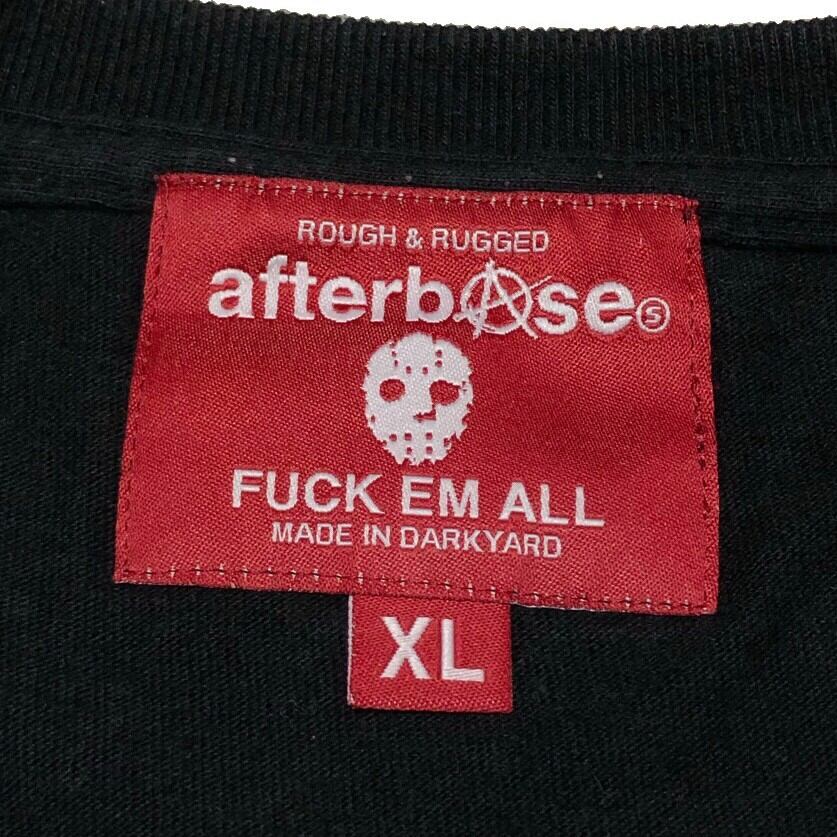 ROUGH & RUGGED
afterbase Ⓢ
FUCK EM ALL
MADE IN DARKYARD
XL